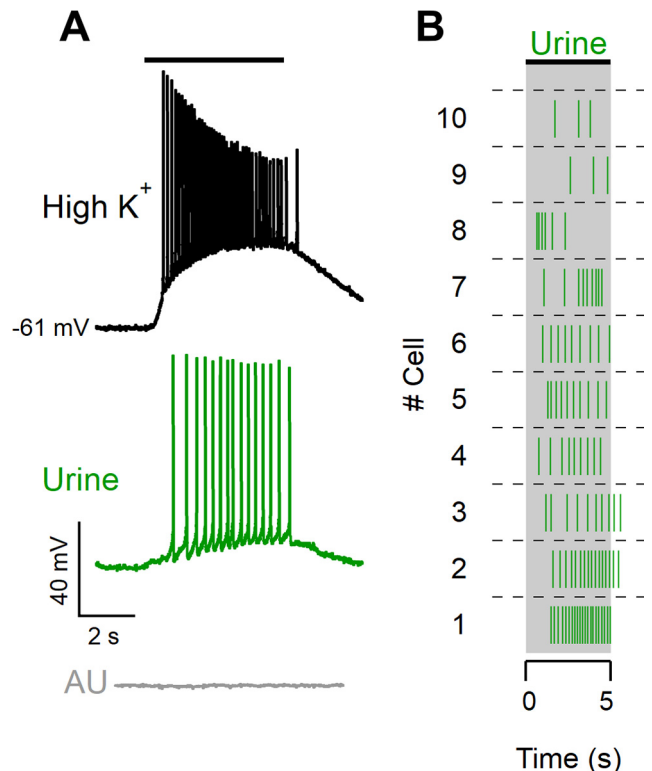 A
High K+
-61 mV
Urine
40 mV
2 s
AU
B
Urine
10
9
8
7
6
5
4
3
2
1
# Cell
0 5
Time (s)